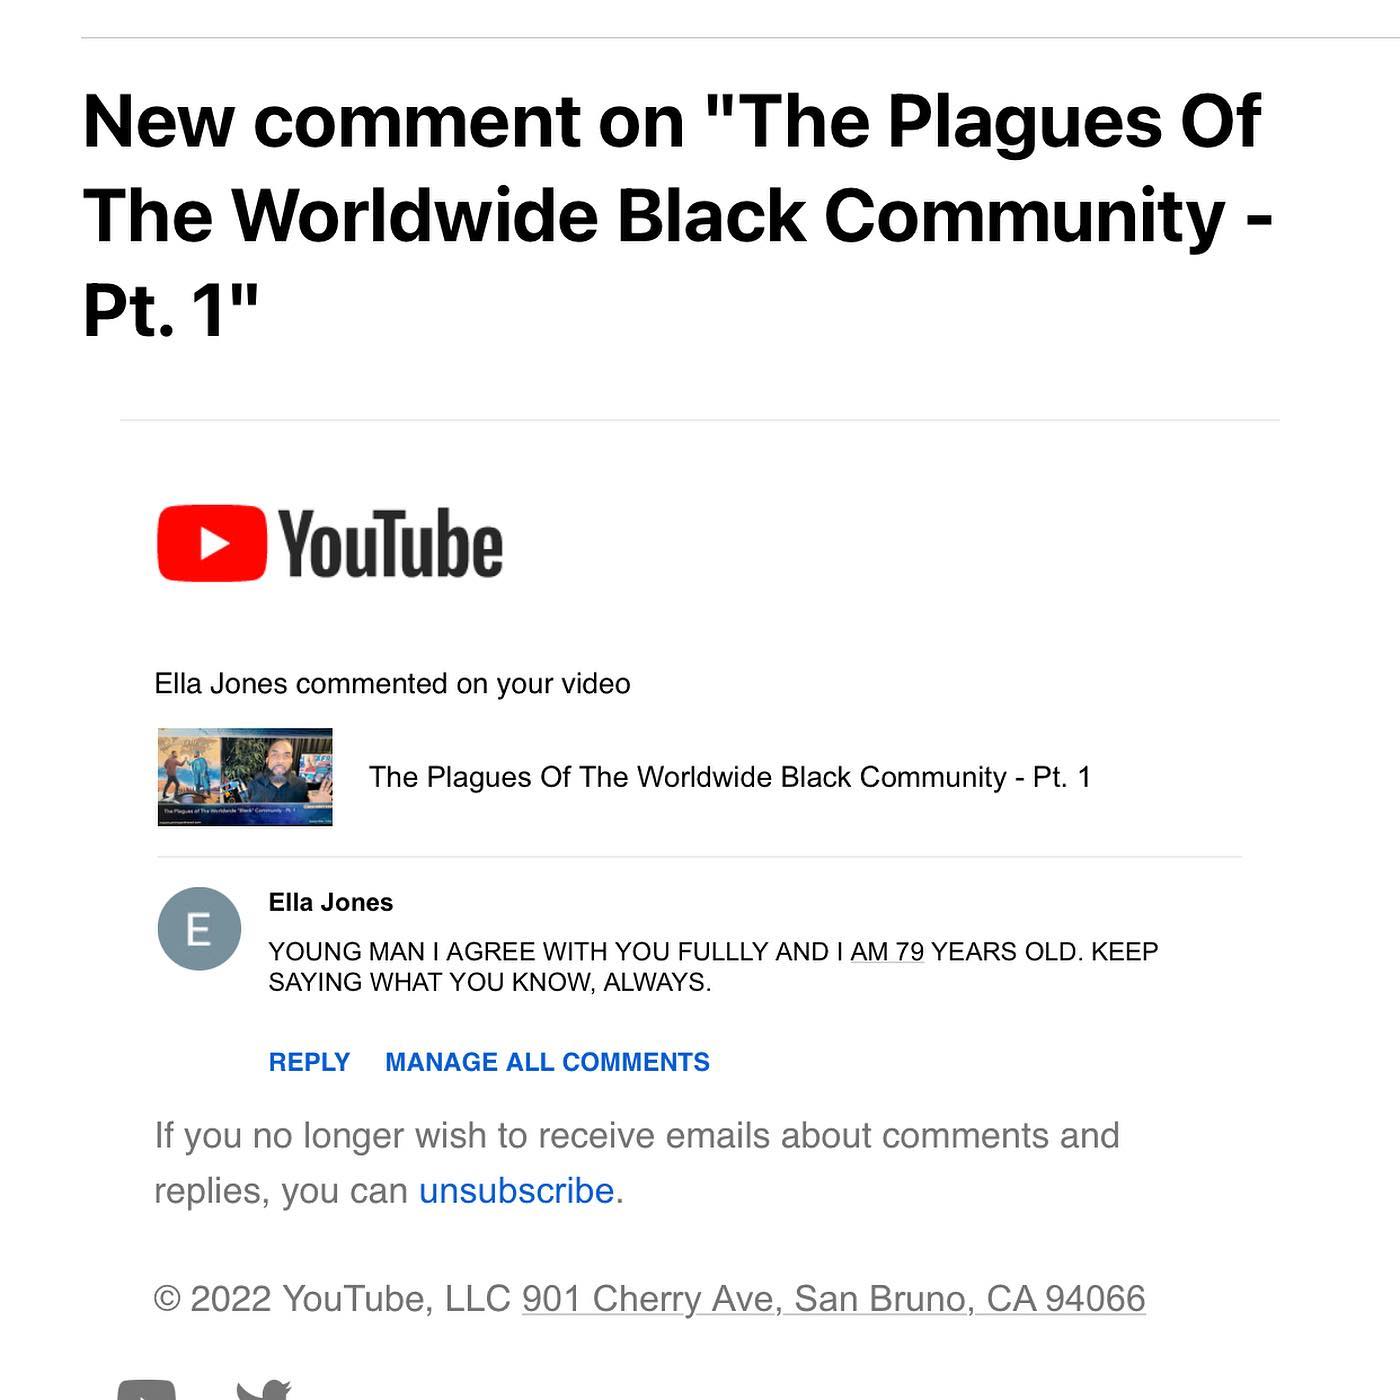 New comment on "The Plagues Of
The Worldwide Black Community -
Pt. 1"
YouTube
Ella Jones commented on your video
The Plagues of The Worldwide "Black" Community - Pt. 1
The Plagues Of The Worldwide Black Community - Pt. 1
E
Ella Jones
YOUNG MAN I AGREE WITH YOU FULLLY AND I AM 79 YEARS OLD. KEEP
SAYING WHAT YOU KNOW, ALWAYS.
REPLY MANAGE ALL COMMENTS
If you no longer wish to receive emails about comments and
replies, you can unsubscribe.
© 2022 YouTube, LLC 901 Cherry Ave, San Bruno, CA 94066